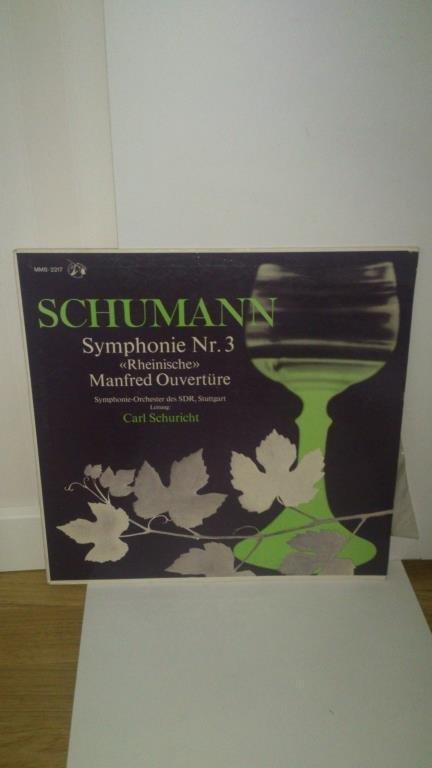 MMS-2217
SCHUMANN
Symphonie Nr. 3
«Rheinische»
Manfred Ouvertüre
Symphonie-Orchester des SDR, Stuttgart
Leitung:
Carl Schuricht